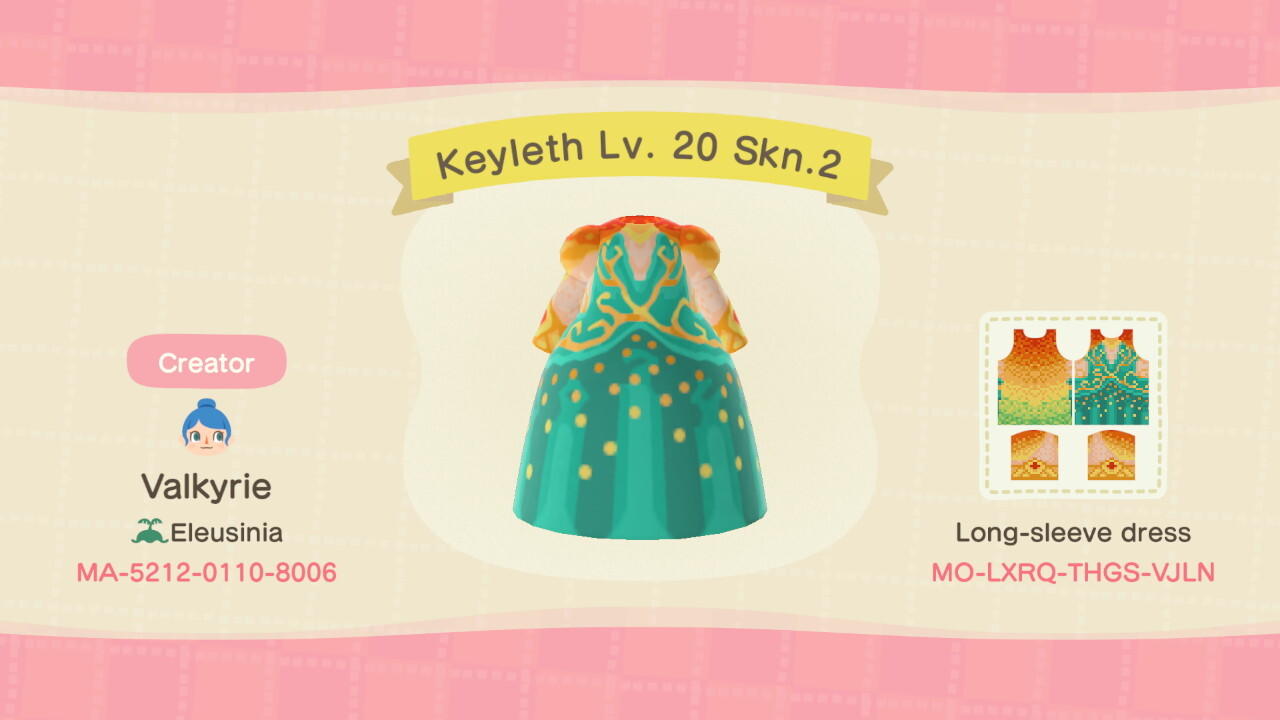 Keyleth Lv. 20 Skn.2
Creator
Valkyrie
Eleusinia
MA-5212-0110-8006
Long-sleeve dress
MO-LXRQ-THGS-VJLN